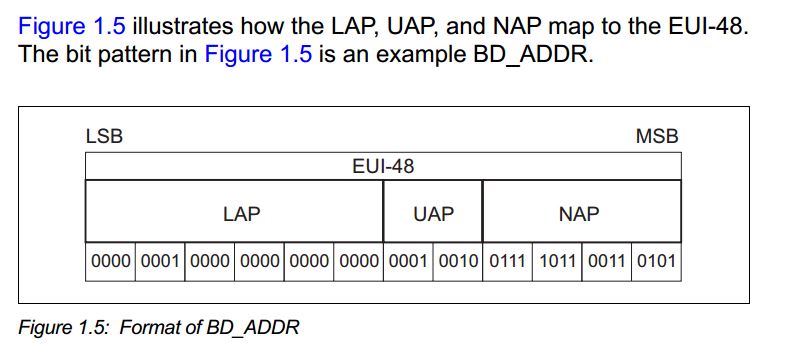 Figure 1.5 illustrates how the LAP, UAP, and NAP map to the EUI-48.
The bit pattern in Figure 1.5 is an example BD_ADDR.
LSB MSB
EUI-48
LAP UAP NAP
0000 0001 0000 0000 0000 0000 0001 0010 0111 1011 0011 0101
Figure 1.5: Format of BD_ADDR